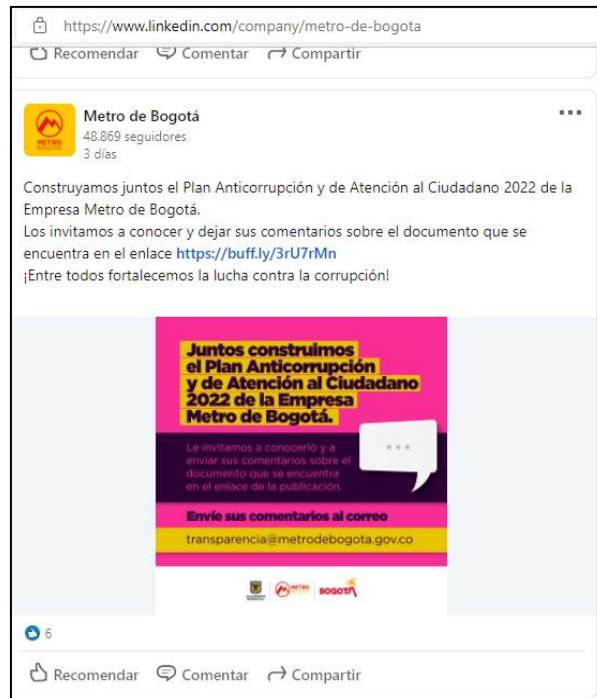 https://www.linkedin.com/company/metro-de-bogota
Recomendar Comentar Compartir
Metro de Bogotá
48.869 seguidores
3 días
Construyamos juntos el Plan Anticorrupción y de Atención al Ciudadano 2022 de la
Empresa Metro de Bogotá.
Los invitamos a conocer y dejar sus comentarios sobre el documento que se
encuentra en el enlace https://buff.ly/3rU7rMn
¡Entre todos fortalecemos la lucha contra la corrupción!
Juntos construimos
el Plan Anticorrupción
y de Atención al Ciudadano
2022 de la Empresa
Metro de Bogotá.
Le invitamos a conocerlo y a
enviar sus comentarios sobre el
documento que se encuentra
en el enlace de la publicación.
Envíe sus comentarios al correo
transparencia@metrodebogota.gov.co
METRO BOGOTÁ
6
Recomendar Comentar Compartir